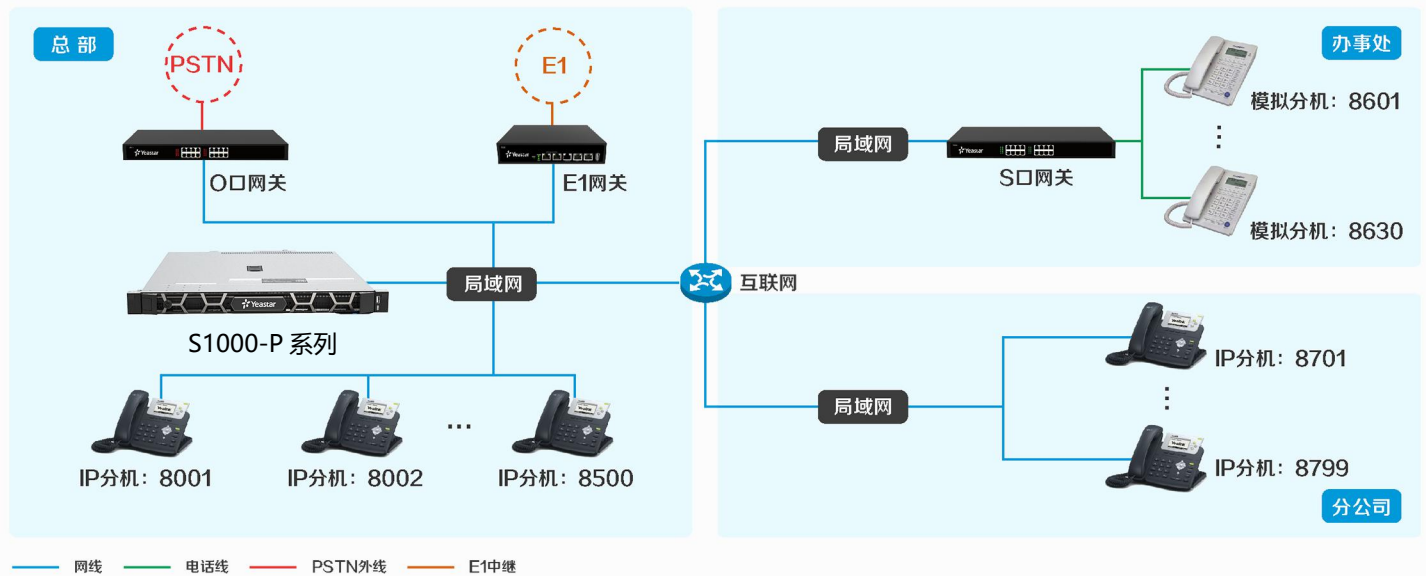 总 部
PSTN
E1
Yeastar
O口网关
Yeastar
E1网关
Yeastar
S1000-P 系列
局域网
IP分机：8001
IP分机：8002
...
IP分机：8500
互联网
办事处
局域网
Yeastar
S口网关
模拟分机：8601
模拟分机：8630
局域网
IP分机：8701
IP分机：8799
分公司
网线
电话线
PSTN外线
E1中继